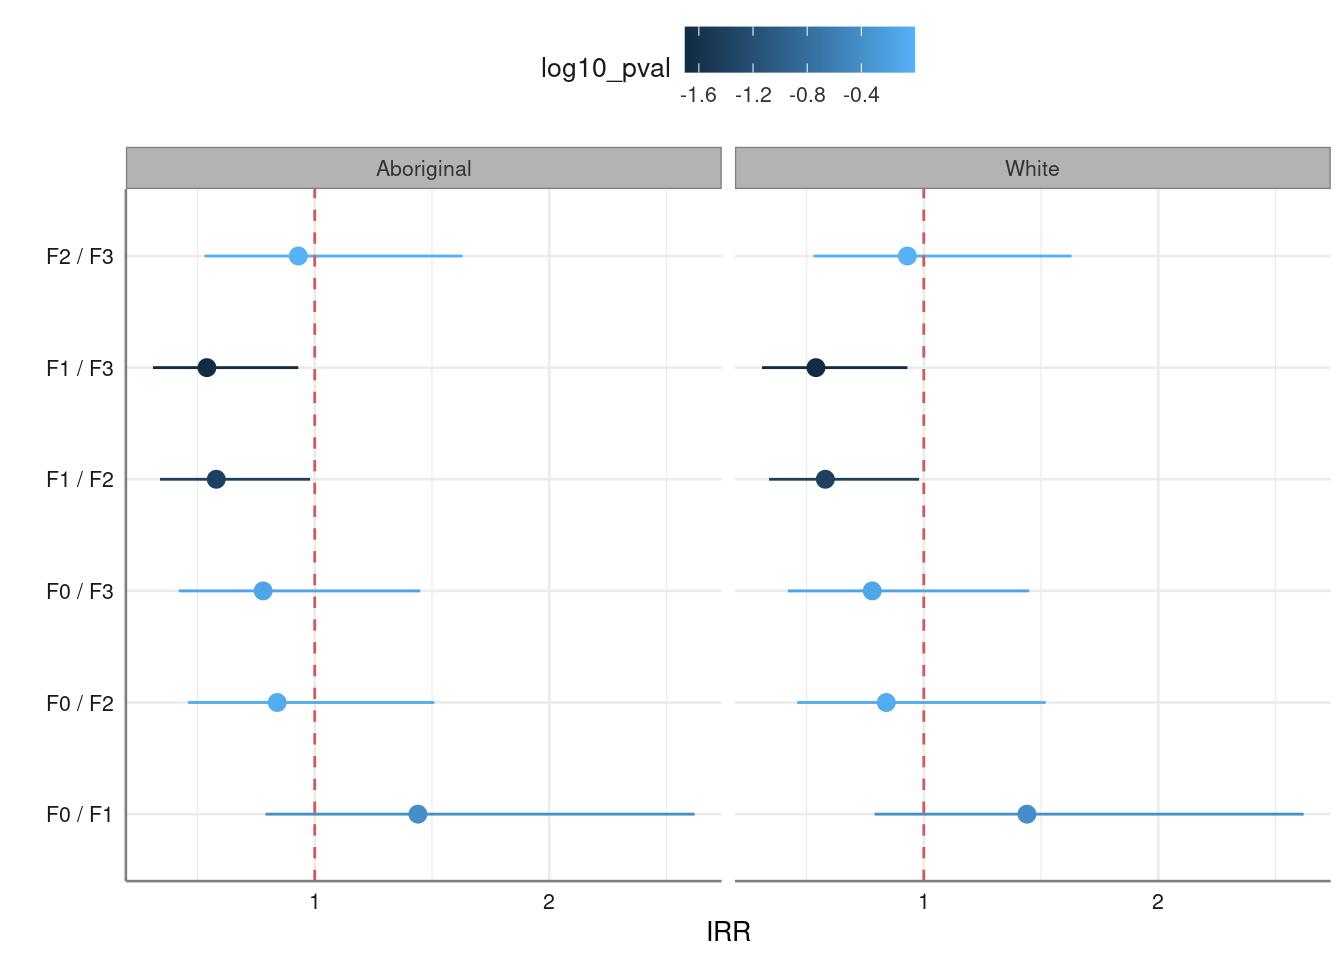 log10_pval
-1.6 -1.2 -0.8 -0.4
Aboriginal White
F2 / F3
F1 / F3
F1 / F2
F0 / F3
F0 / F2
F0 / F1
1 2 1 2
IRR